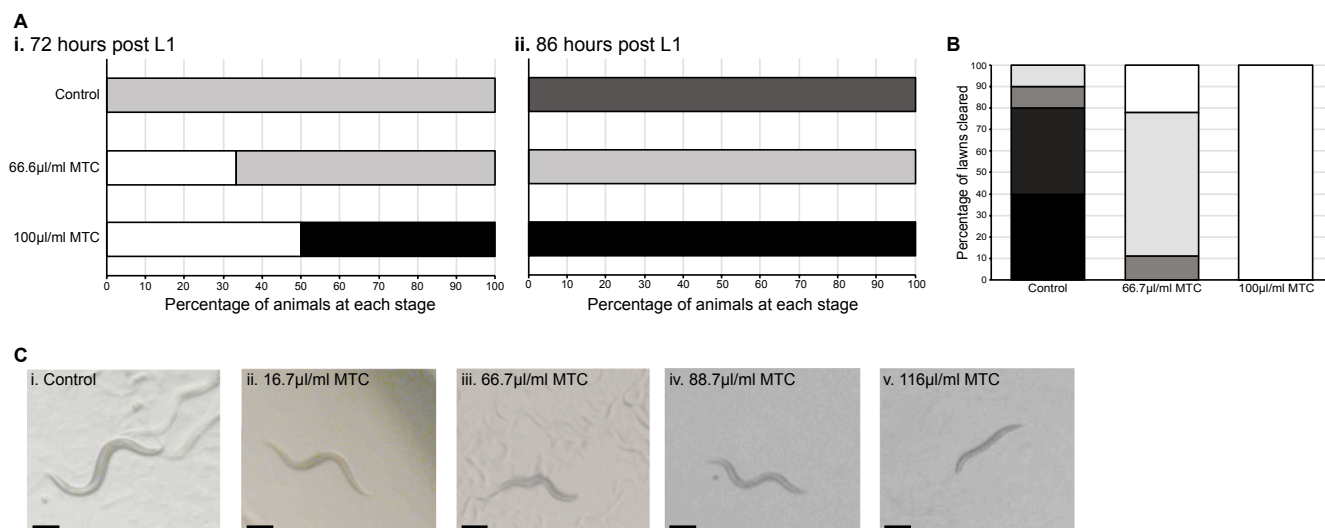 A
i. 72 hours post L1
Control
66.6µl/ml MTC
100µl/ml MTC
0 10 20 30 40 50 60 70 80 90 100
Percentage of animals at each stage
ii. 86 hours post L1
0 10 20 30 40 50 60 70 80 90 100
Percentage of animals at each stage
B
Percentage of lawns cleared
100
90
80
70
60
50
40
30
20
10
0
Control 66.7µl/ml MTC 100µl/ml MTC
C
i. Control
ii. 16.7µl/ml MTC
iii. 66.7µl/ml MTC
iv. 88.7µl/ml MTC
v. 116µl/ml MTC